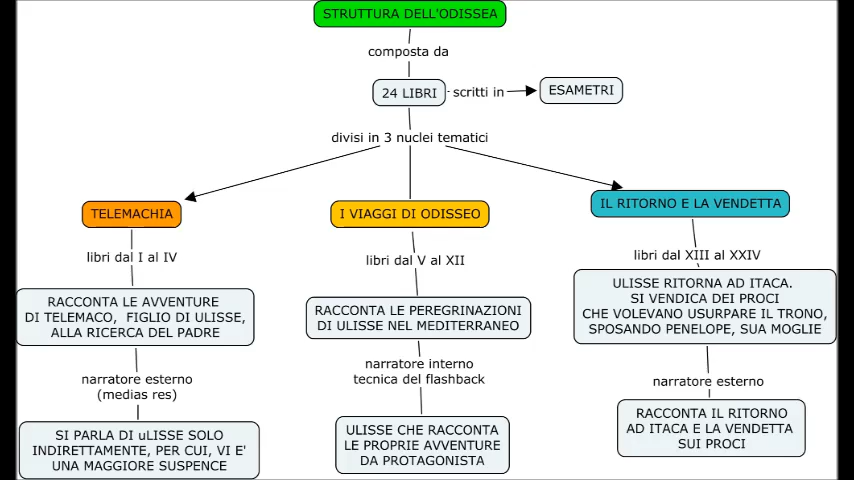 STRUTTURA DELL'ODISSEA
composta da
24 LIBRI
scritti in
ESAMETRI
divisi in 3 nuclei tematici
TELEMACHIA
libri dal I al IV
RACCONTA LE AVVENTURE
DI TELEMACO, FIGLIO DI ULISSE,
ALLA RICERCA DEL PADRE
narratore esterno
(medias res)
SI PARLA DI uLISSE SOLO
INDIRETTAMENTE, PER CUI, VI E'
UNA MAGGIORE SUSPENCE
I VIAGGI DI ODISSEO
libri dal V al XII
RACCONTA LE PEREGRINAZIONI
DI ULISSE NEL MEDITERRANEO
narratore interno
tecnica del flashback
ULISSE CHE RACCONTA
LE PROPRIE AVVENTURE
DA PROTAGONISTA
IL RITORNO E LA VENDETTA
libri dal XIII al XXIV
ULISSE RITORNA AD ITACA.
SI VENDICA DEI PROCI
CHE VOLEVANO USURPARE IL TRONO,
SPOSANDO PENELOPE, SUA MOGLIE
narratore esterno
RACCONTA IL RITORNO
AD ITACA E LA VENDETTA
SUI PROCI